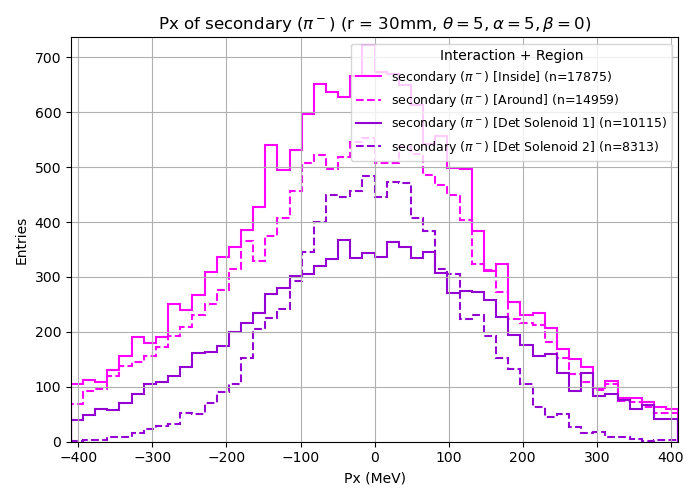 Px of secondary (π⁻) (r = 30mm, θ = 5, α = 5, β = 0)
Interaction + Region
secondary (π⁻) [Inside] (n=17875)
secondary (π⁻) [Around] (n=14959)
secondary (π⁻) [Det Solenoid 1] (n=10115)
secondary (π⁻) [Det Solenoid 2] (n=8313)
Entries
700
600
500
400
300
200
100
0
−400 −300 −200 −100 0 100 200 300 400
Px (MeV)